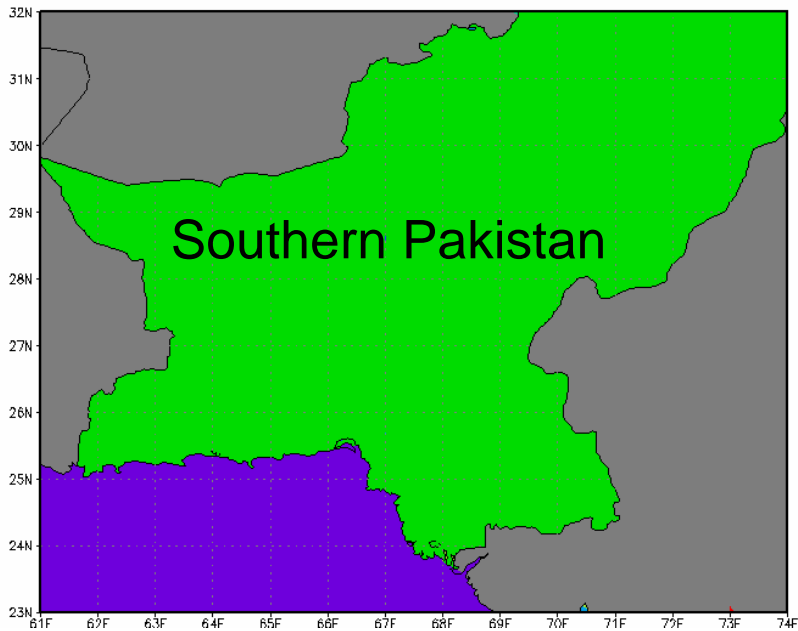 32N
31N
30N
29N
Southern Pakistan
28N
27N
26N
25N
24N
23N
61E 62E 63E 64E 65E 66E 67E 68E 69E 70E 71E 72E 73E 74E